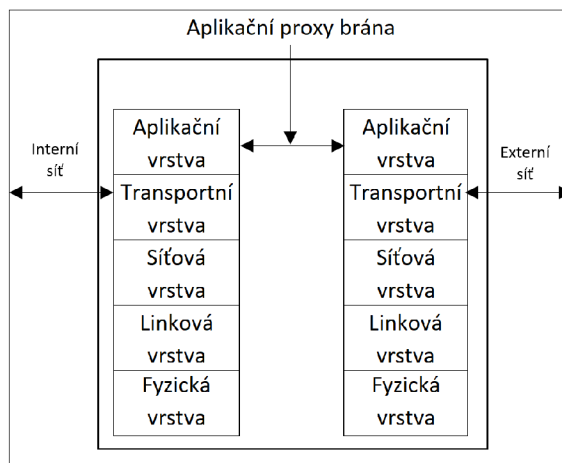 Aplikační proxy brána
Interní
síť
Aplikační
vrstva
Transportní
vrstva
Síťová
vrstva
Linková
vrstva
Fyzická
vrstva
Aplikační
vrstva
Transportní
vrstva
Síťová
vrstva
Linková
vrstva
Fyzická
vrstva
Externí
síť